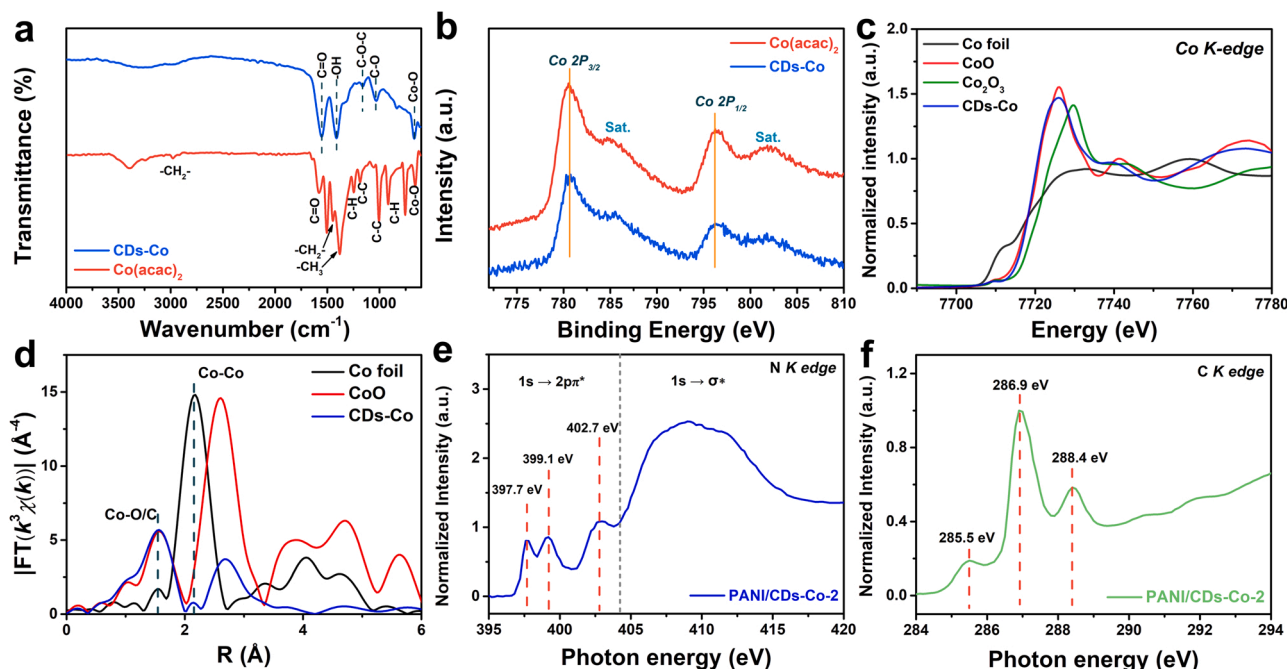 a
Transmittance (%)
C=O
-OH
C-O-C
C-O
Co-O
-CH₂-
C=O
-CH₂-
-CH₃
C-H
C-C
C-C
C-H
Co-O
CDs-Co
Co(acac)₂
4000 3000 1500 1000
Wavenumber (cm⁻¹)
b
Intensity (a.u.)
Co 2P₃/₂
Sat.
Co 2P₁/₂
Sat.
Co(acac)₂
CDs-Co
775 780 785 790 795 800 805 810
Binding Energy (eV)
c
Normalized intensity (a.u.)
Co foil
CoO
Co₂O₃
CDs-Co
Co K-edge
2.0
1.5
1.0
0.5
0.0
7700 7720 7740 7760 7780
Energy (eV)
d
|FT(k³χ(k))| (Å⁻⁴)
Co-O/C
Co-Co
Co foil
CoO
CDs-Co
15
10
5
0
0 2 4 6
R (Å)
e
Normalized Intensity (a.u.)
1s → 2pπ*
1s → σ*
N K edge
397.7 eV
399.1 eV
402.7 eV
PANI/CDs-Co-2
3
2
1
0
395 400 405 410 415 420
Photon energy (eV)
f
Normalized Intensity (a.u.)
C K edge
285.5 eV
286.9 eV
288.4 eV
PANI/CDs-Co-2
1.2
0.8
0.4
0.0
284 286 288 290 292 294
Photon energy (eV)